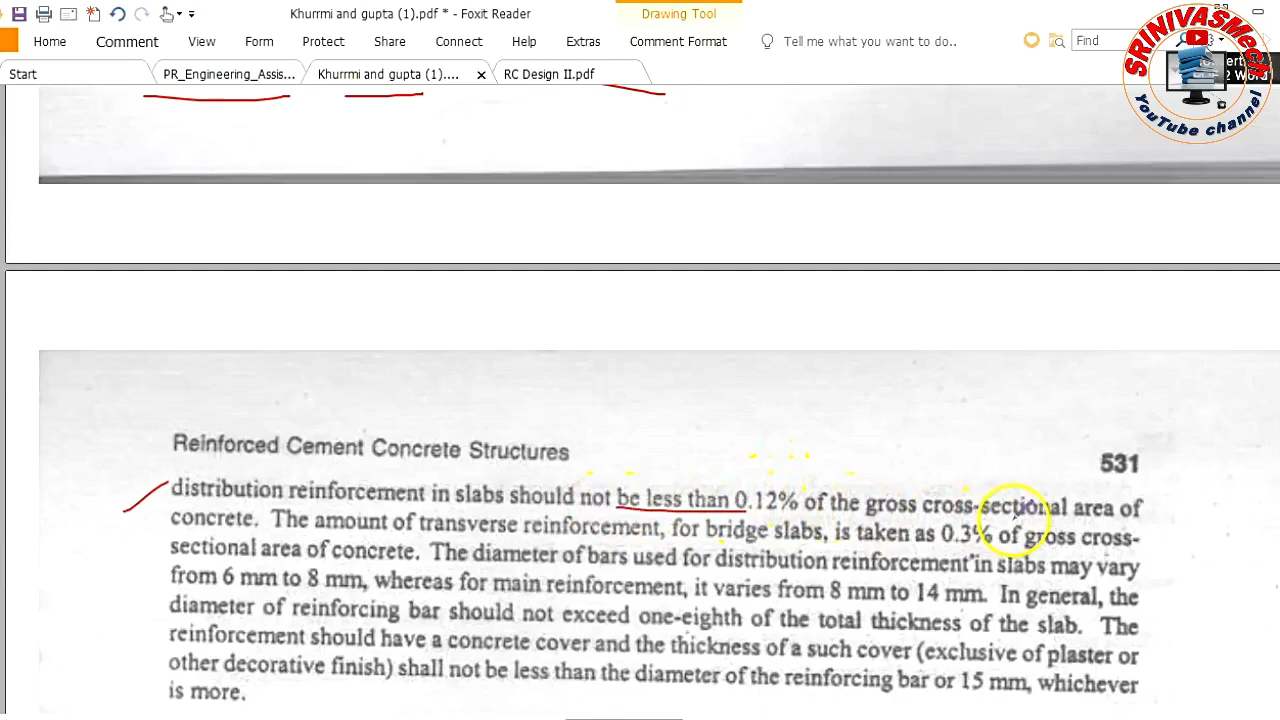 Khurrmi and gupta (1).pdf * - Foxit Reader
Drawing Tool
Home Comment View Form Protect Share Connect Help Extras Comment Format Tell me what you want to do.. Find
Start PR_Engineering_Assis... Khurrmi and gupta (1).... × RC Design II.pdf
SRINIVASMech
YouTube channel
2 Word
Reinforced Cement Concrete Structures 531
distribution reinforcement in slabs should not be less than 0.12% of the gross cross-sectional area of
concrete. The amount of transverse reinforcement, for bridge slabs, is taken as 0.3% of gross cross-
sectional area of concrete. The diameter of bars used for distribution reinforcement in slabs may vary
from 6 mm to 8 mm, whereas for main reinforcement, it varies from 8 mm to 14 mm. In general, the
diameter of reinforcing bar should not exceed one-eighth of the total thickness of the slab. The
reinforcement should have a concrete cover and the thickness of a such cover (exclusive of plaster or
other decorative finish) shall not be less than the diameter of the reinforcing bar or 15 mm, whichever
is more.